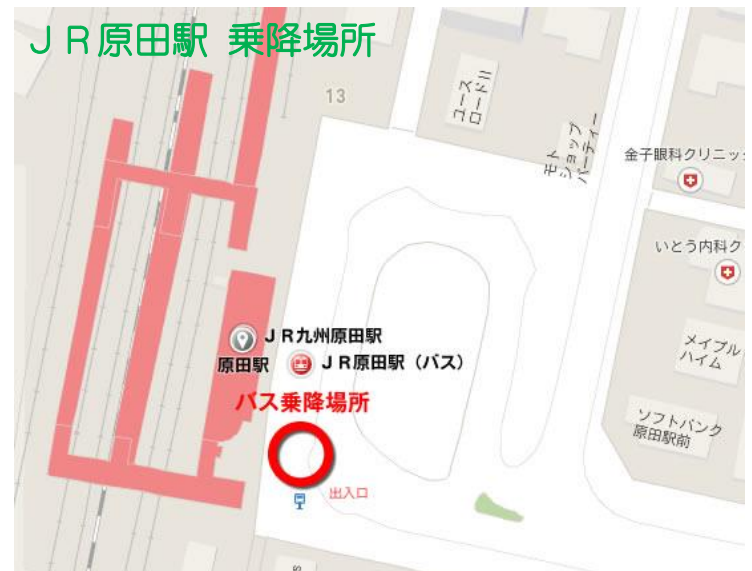 JR原田駅 乗降場所
13
ユース
ロードII
モト
ショップ
パーティー
金子眼科クリニッ
いとう内科ク
JR九州原田駅
原田駅
JR原田駅(バス)
メイプル
ハイム
バス乗降場所
ソフトバンク
原田駅前
出入口